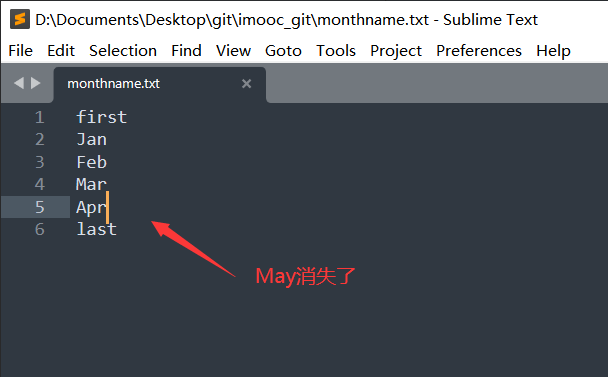 D:\Documents\Desktop\git\imooc_git\monthname.txt - Sublime Text
File Edit Selection Find View Goto Tools Project Preferences Help
monthname.txt
1 first
2 Jan
3 Feb
4 Mar
5 Apr
6 last
May消失了